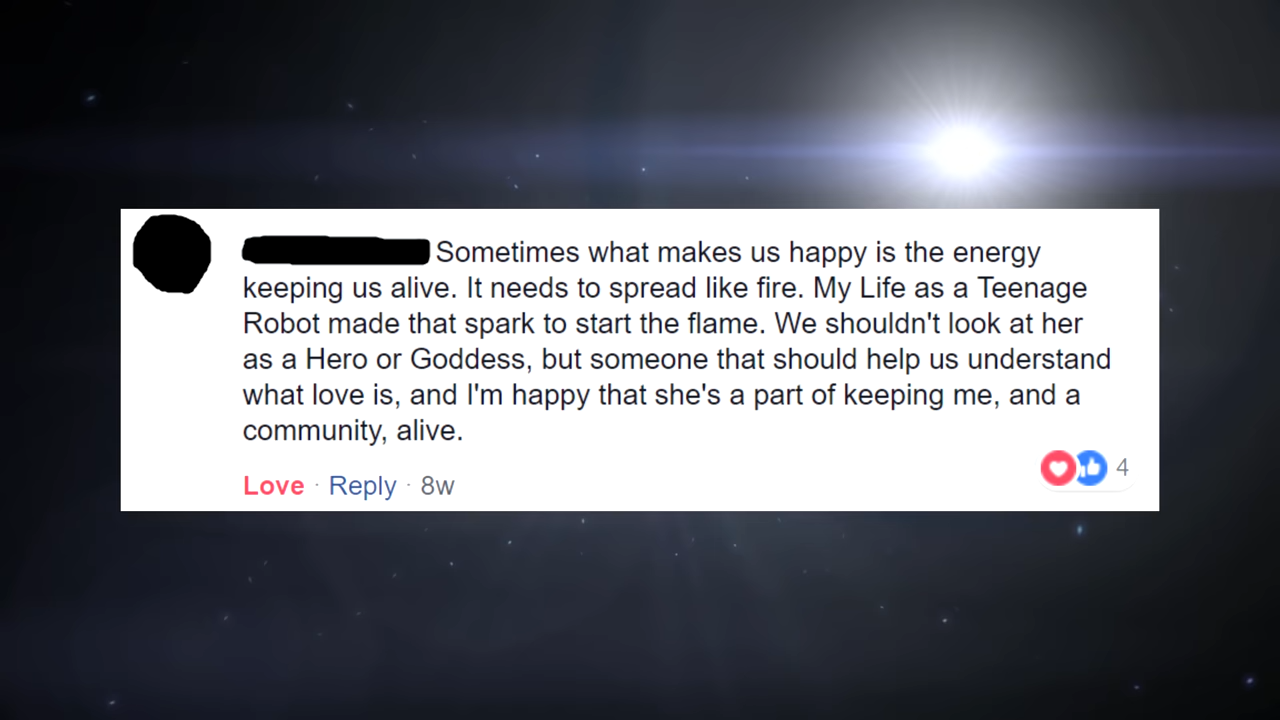 Sometimes what makes us happy is the energy
keeping us alive. It needs to spread like fire. My Life as a Teenage
Robot made that spark to start the flame. We shouldn't look at her
as a Hero or Goddess, but someone that should help us understand
what love is, and I'm happy that she's a part of keeping me, and a
community, alive.
Love · Reply · 8w 4